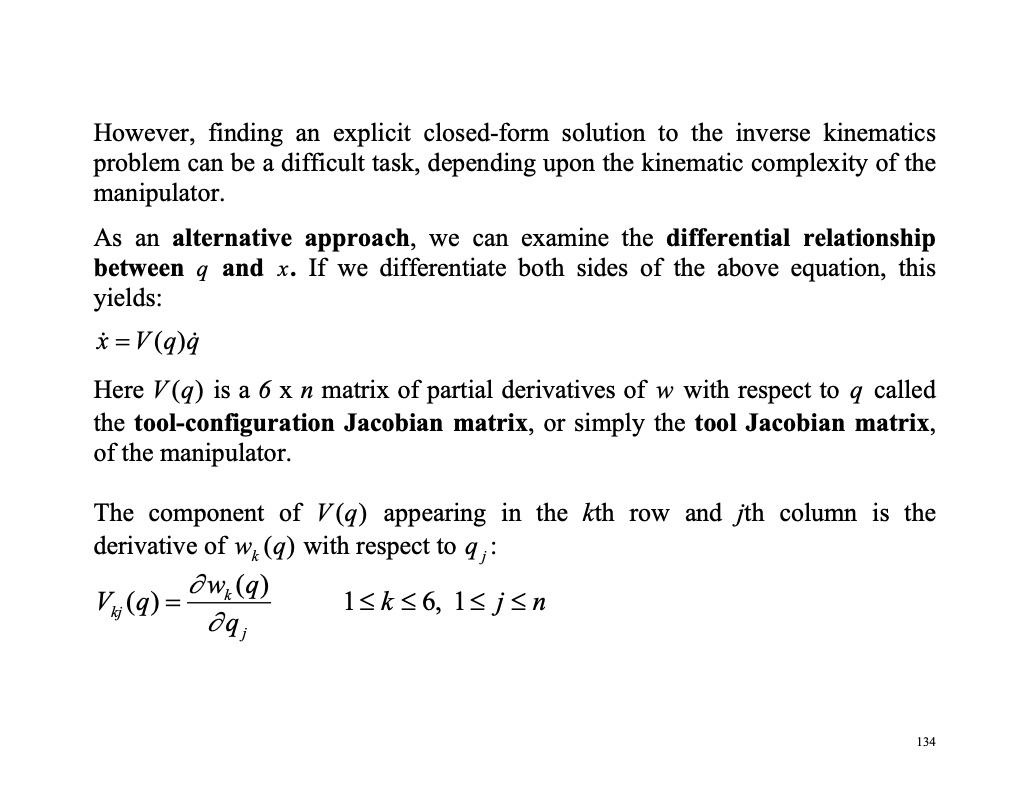 However, finding an explicit closed-form solution to the inverse kinematics
problem can be a difficult task, depending upon the kinematic complexity of the
manipulator.
As an alternative approach, we can examine the differential relationship
between q and x. If we differentiate both sides of the above equation, this
yields:
ẋ = V(q)q̇
Here V(q) is a 6 x n matrix of partial derivatives of w with respect to q called
the tool-configuration Jacobian matrix, or simply the tool Jacobian matrix,
of the manipulator.
The component of V(q) appearing in the kth row and jth column is the
derivative of w_k(q) with respect to q_j:
V_kj(q) = ∂w_k(q)/∂q_j 1 ≤ k ≤ 6, 1 ≤ j ≤ n
134